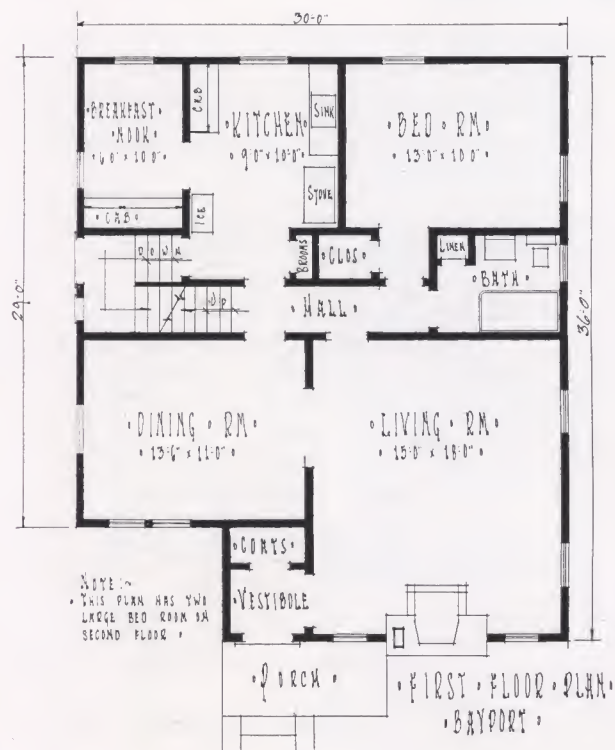 30'-0"
BREAKFAST
• NOOK •
• 6'0" x 10'0" •
CAB
• KITCHEN •
• 9'0" x 10'0" •
SINK
STOVE
ICE
• BED • RM •
• 13'0" x 10'0" •
• CAB •
DOWN
UP
BROOMS
• CLOS •
LINEN
• BATH •
• HALL •
29'-0"
36'-0"
• DINING • RM •
• 13'6" x 11'0" •
• LIVING • RM •
• 15'0" x 18'0" •
• COATS •
• VESTIBOLE
NOTE:~
• THIS PLAN HAS TWO
LARGE BED ROOM ON
SECOND FLOOR •
• PORCH •
• FIRST • FLOOR • PLAN •
• BAYPORT •